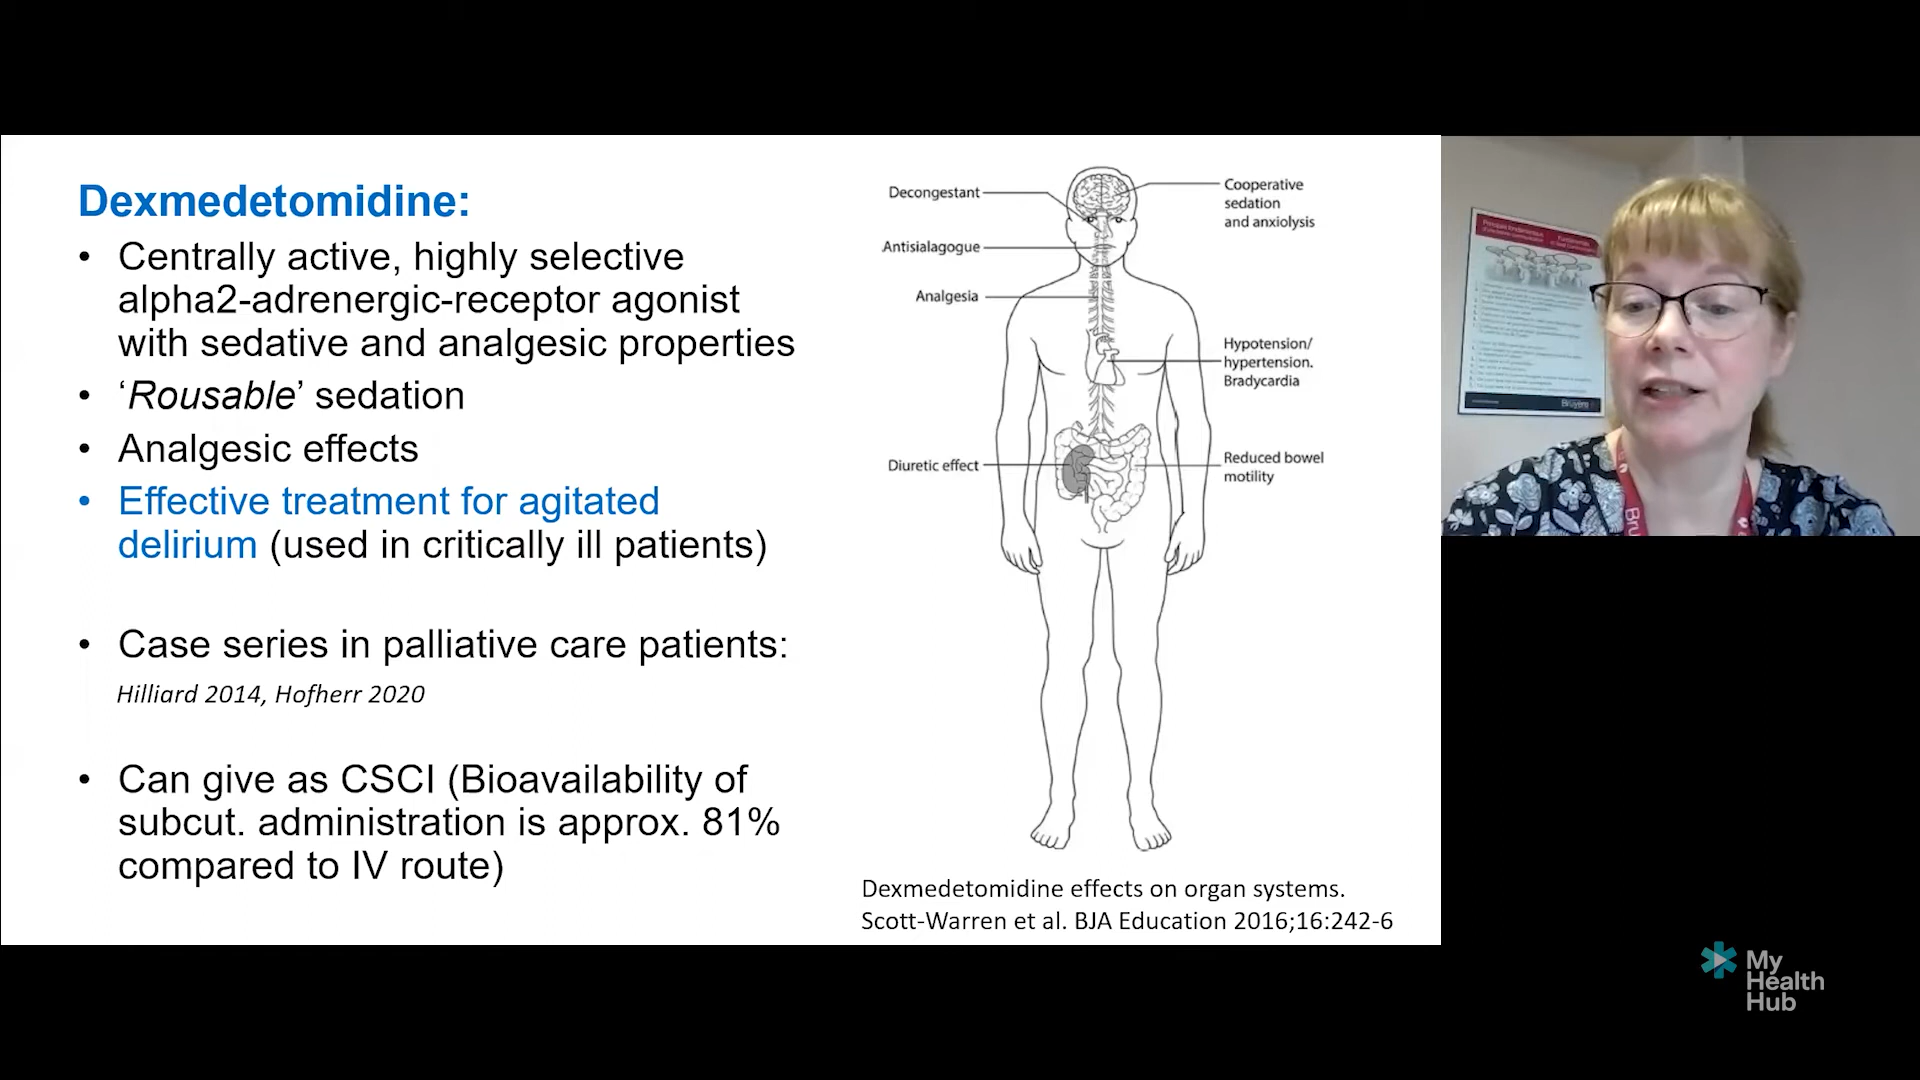 Dexmedetomidine:
• Centrally active, highly selective
alpha2-adrenergic-receptor agonist
with sedative and analgesic properties
• ‘Rousable’ sedation
• Analgesic effects
• Effective treatment for agitated
delirium (used in critically ill patients)
• Case series in palliative care patients:
Hilliard 2014, Hofherr 2020
• Can give as CSCI (Bioavailability of
subcut. administration is approx. 81%
compared to IV route)
Decongestant
Antisialagogue
Analgesia
Diuretic effect
Cooperative
sedation
and anxiolysis
Hypotension/
hypertension.
Bradycardia
Reduced bowel
motility
Dexmedetomidine effects on organ systems.
Scott-Warren et al. BJA Education 2016;16:242-6
Bruyère
Bru
My
Health
Hub